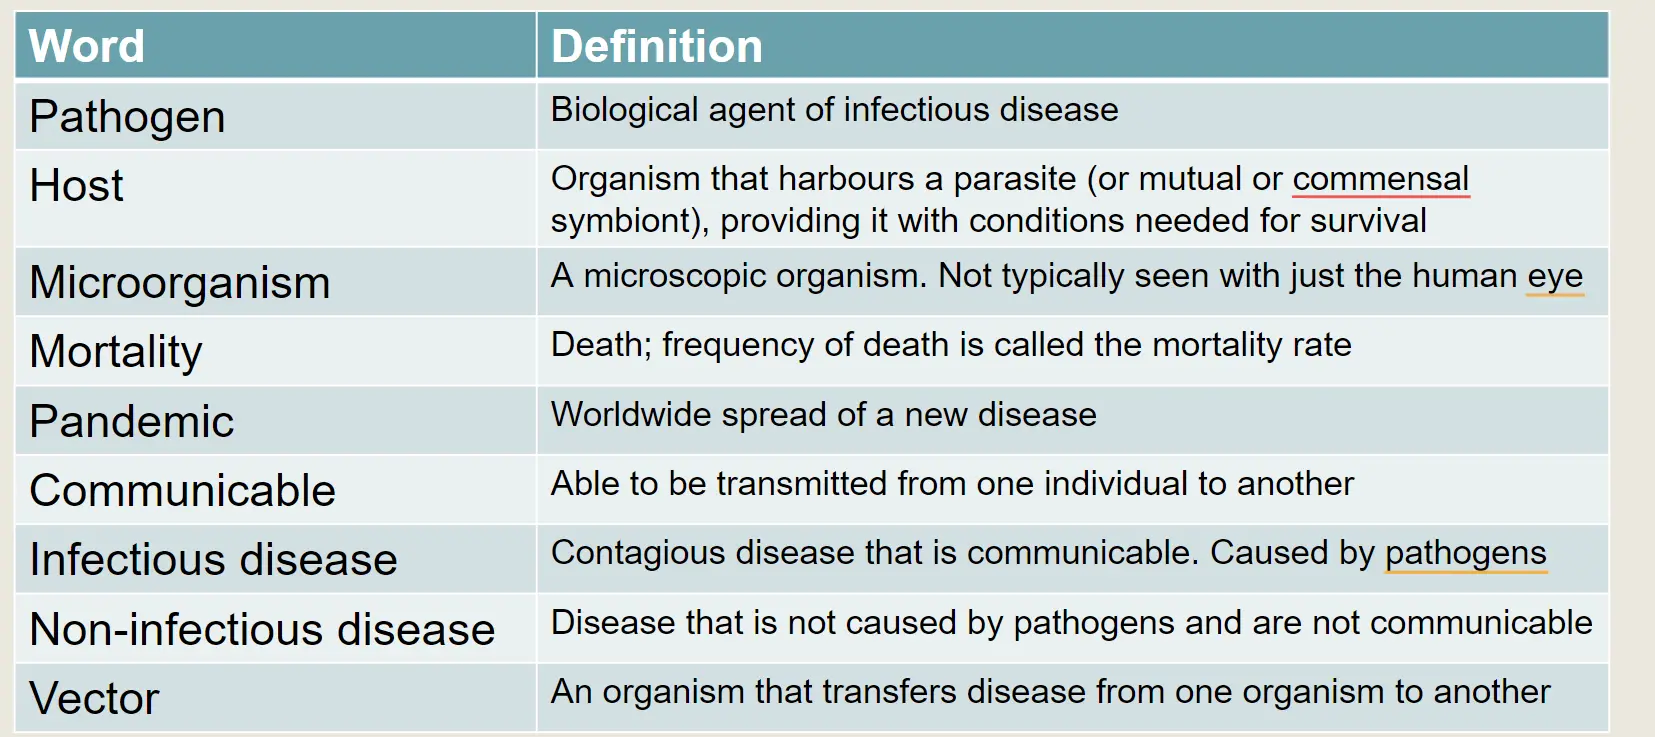 Word
Definition
Pathogen
Biological agent of infectious disease
Host
Organism that harbours a parasite (or mutual or commensal
symbiont), providing it with conditions needed for survival
Microorganism
A microscopic organism. Not typically seen with just the human eye
Mortality
Death; frequency of death is called the mortality rate
Pandemic
Worldwide spread of a new disease
Communicable
Able to be transmitted from one individual to another
Infectious disease
Contagious disease that is communicable. Caused by pathogens
Non-infectious disease
Disease that is not caused by pathogens and are not communicable
Vector
An organism that transfers disease from one organism to another